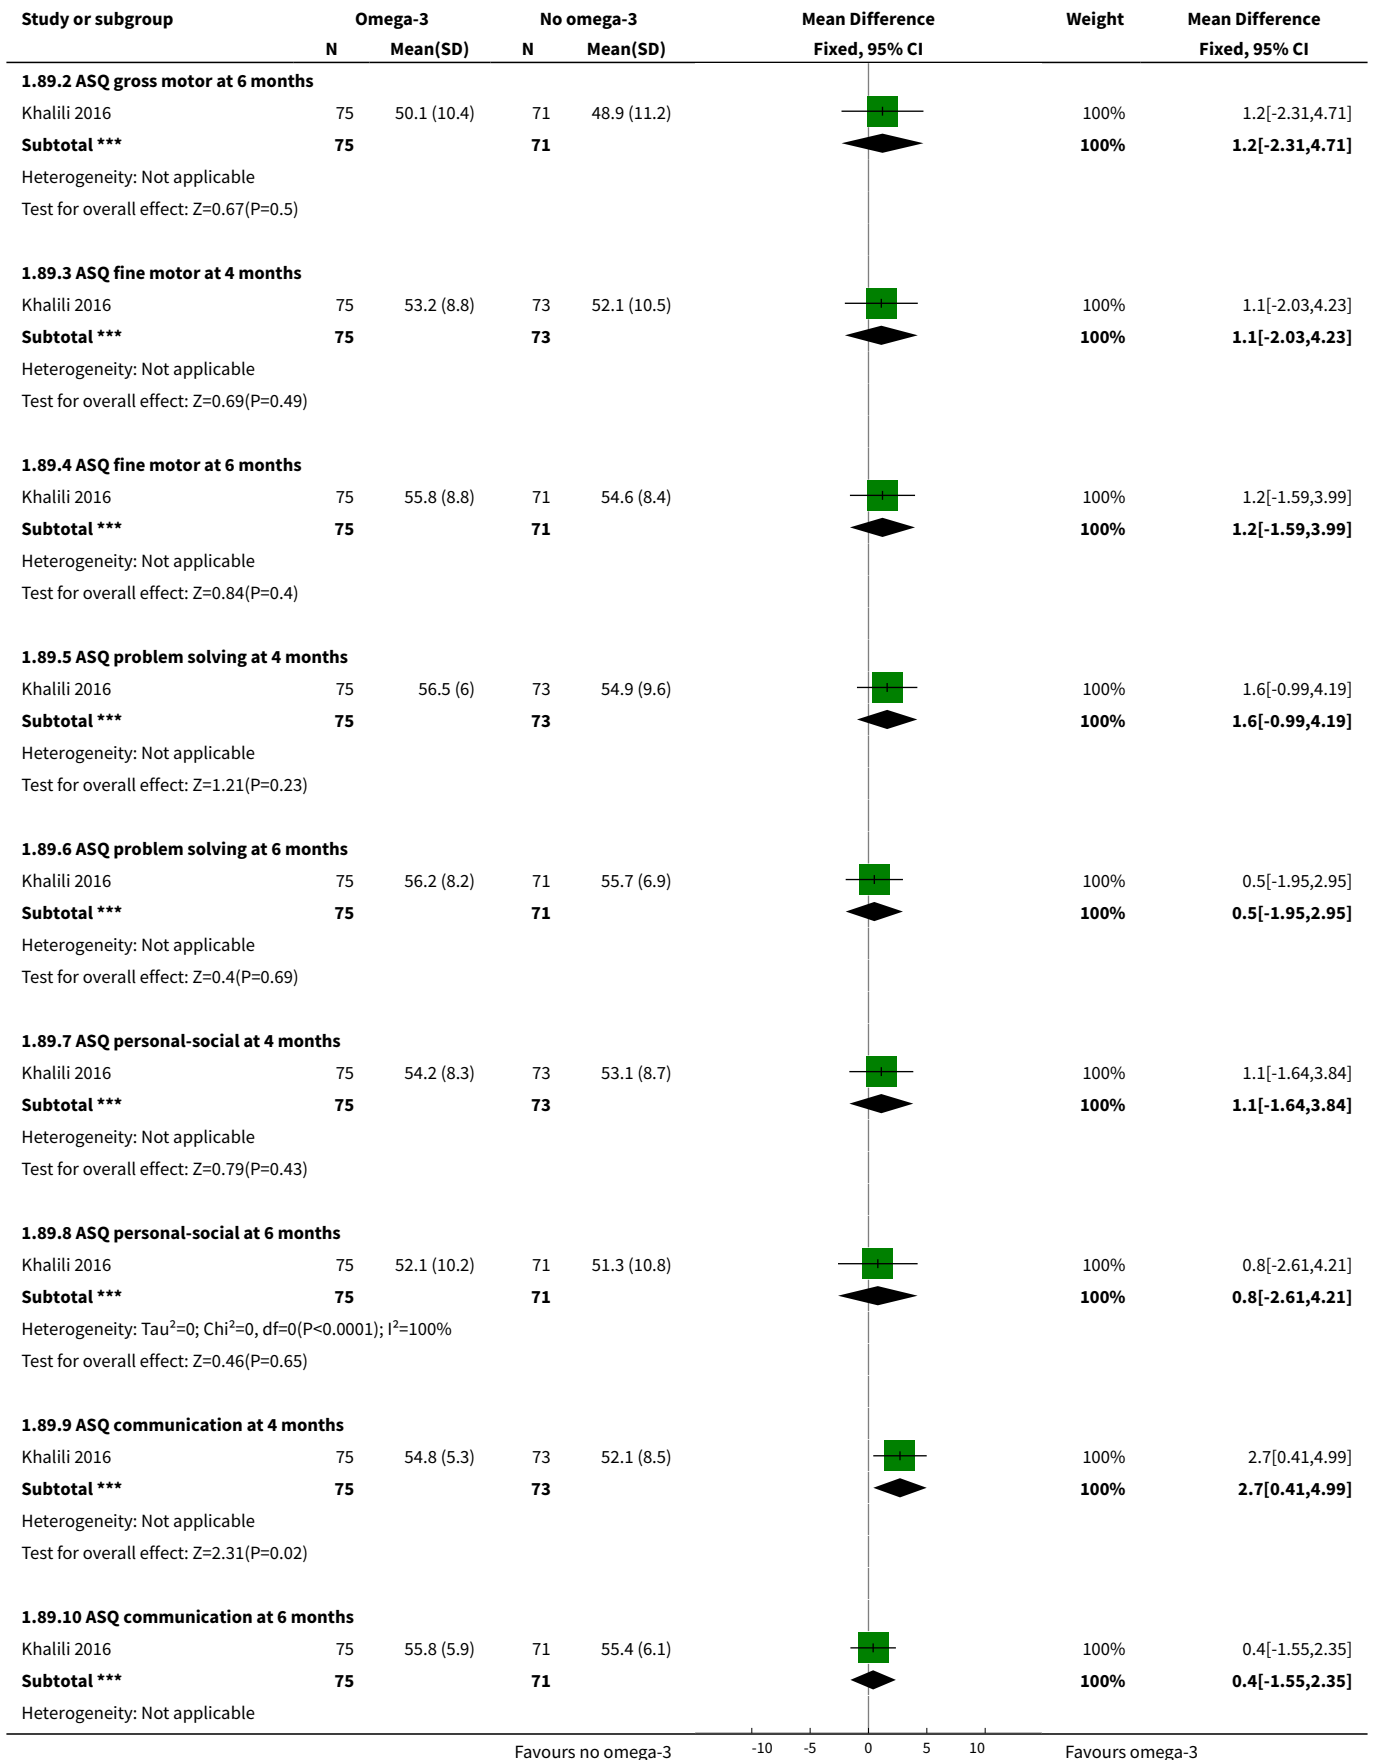 Study or subgroup Omega-3 No omega-3 Mean Difference Weight Mean Difference
N Mean(SD) N Mean(SD) Fixed, 95% CI Fixed, 95% CI
1.89.2 ASQ gross motor at 6 months
Khalili 2016 75 50.1 (10.4) 71 48.9 (11.2) 100% 1.2[-2.31,4.71]
Subtotal *** 75 71 100% 1.2[-2.31,4.71]
Heterogeneity: Not applicable
Test for overall effect: Z=0.67(P=0.5)
1.89.3 ASQ fine motor at 4 months
Khalili 2016 75 53.2 (8.8) 73 52.1 (10.5) 100% 1.1[-2.03,4.23]
Subtotal *** 75 73 100% 1.1[-2.03,4.23]
Heterogeneity: Not applicable
Test for overall effect: Z=0.69(P=0.49)
1.89.4 ASQ fine motor at 6 months
Khalili 2016 75 55.8 (8.8) 71 54.6 (8.4) 100% 1.2[-1.59,3.99]
Subtotal *** 75 71 100% 1.2[-1.59,3.99]
Heterogeneity: Not applicable
Test for overall effect: Z=0.84(P=0.4)
1.89.5 ASQ problem solving at 4 months
Khalili 2016 75 56.5 (6) 73 54.9 (9.6) 100% 1.6[-0.99,4.19]
Subtotal *** 75 73 100% 1.6[-0.99,4.19]
Heterogeneity: Not applicable
Test for overall effect: Z=1.21(P=0.23)
1.89.6 ASQ problem solving at 6 months
Khalili 2016 75 56.2 (8.2) 71 55.7 (6.9) 100% 0.5[-1.95,2.95]
Subtotal *** 75 71 100% 0.5[-1.95,2.95]
Heterogeneity: Not applicable
Test for overall effect: Z=0.4(P=0.69)
1.89.7 ASQ personal-social at 4 months
Khalili 2016 75 54.2 (8.3) 73 53.1 (8.7) 100% 1.1[-1.64,3.84]
Subtotal *** 75 73 100% 1.1[-1.64,3.84]
Heterogeneity: Not applicable
Test for overall effect: Z=0.79(P=0.43)
1.89.8 ASQ personal-social at 6 months
Khalili 2016 75 52.1 (10.2) 71 51.3 (10.8) 100% 0.8[-2.61,4.21]
Subtotal *** 75 71 100% 0.8[-2.61,4.21]
Heterogeneity: Tau²=0; Chi²=0, df=0(P<0.0001); I²=100%
Test for overall effect: Z=0.46(P=0.65)
1.89.9 ASQ communication at 4 months
Khalili 2016 75 54.8 (5.3) 73 52.1 (8.5) 100% 2.7[0.41,4.99]
Subtotal *** 75 73 100% 2.7[0.41,4.99]
Heterogeneity: Not applicable
Test for overall effect: Z=2.31(P=0.02)
1.89.10 ASQ communication at 6 months
Khalili 2016 75 55.8 (5.9) 71 55.4 (6.1) 100% 0.4[-1.55,2.35]
Subtotal *** 75 71 100% 0.4[-1.55,2.35]
Heterogeneity: Not applicable
Favours no omega-3 -10 -5 0 5 10 Favours omega-3